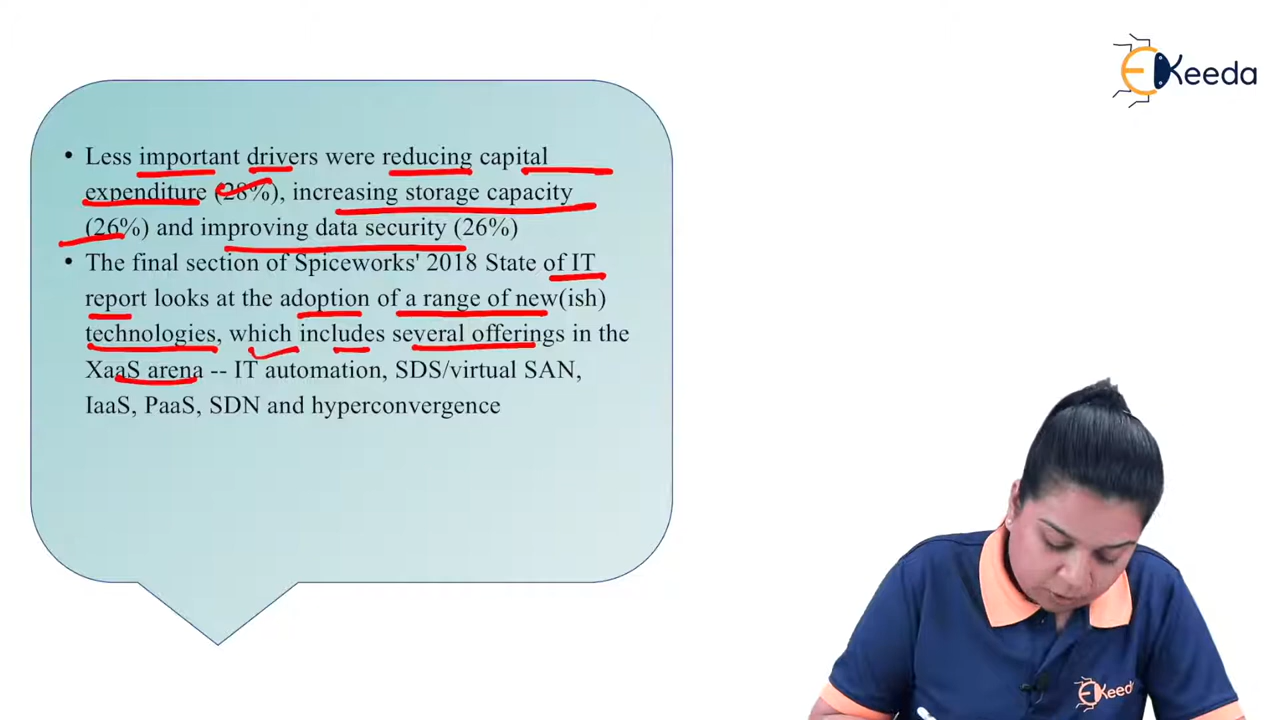 EKeeda
• Less important drivers were reducing capital
expenditure (28%), increasing storage capacity
(26%) and improving data security (26%)
• The final section of Spiceworks' 2018 State of IT
report looks at the adoption of a range of new(ish)
technologies, which includes several offerings in the
XaaS arena -- IT automation, SDS/virtual SAN,
IaaS, PaaS, SDN and hyperconvergence
EKeeda